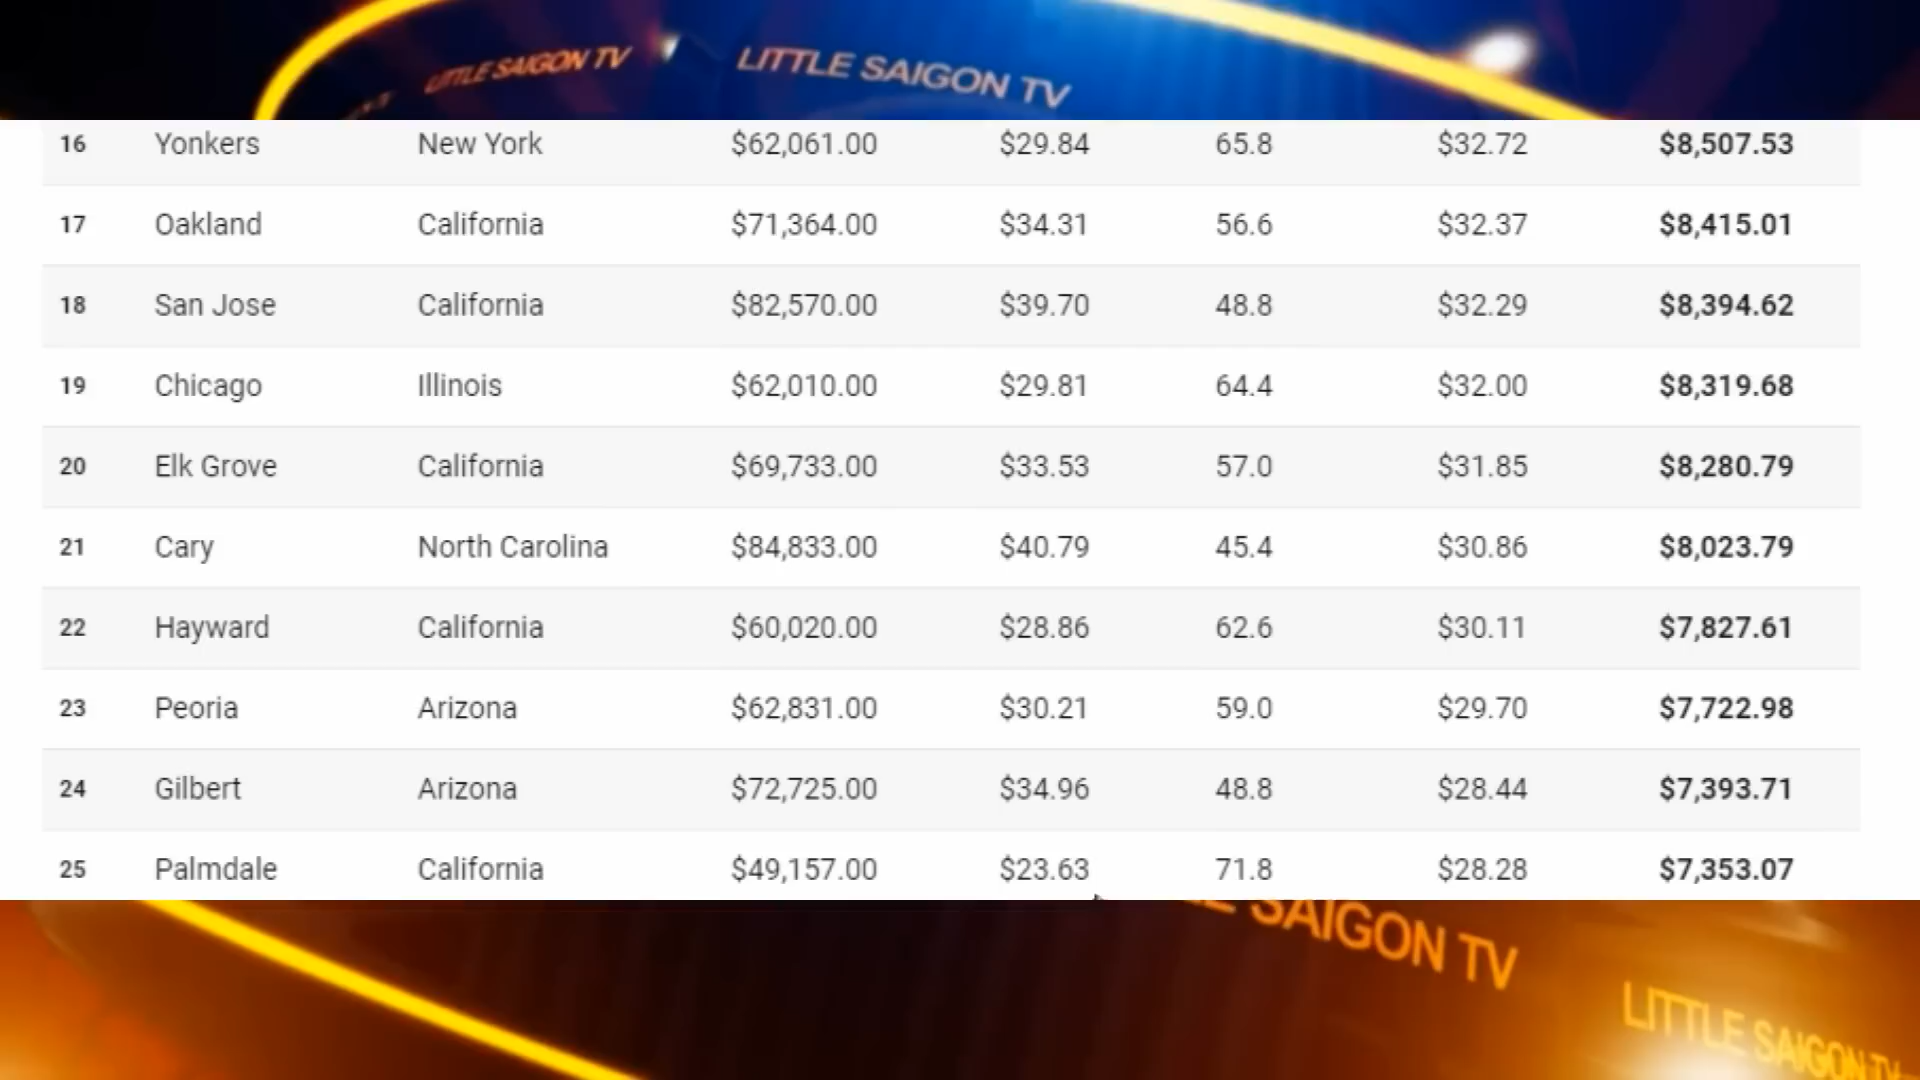 LITTLE SAIGON TV
LITTLE SAIGON TV
16 Yonkers New York $62,061.00 $29.84 65.8 $32.72 $8,507.53
17 Oakland California $71,364.00 $34.31 56.6 $32.37 $8,415.01
18 San Jose California $82,570.00 $39.70 48.8 $32.29 $8,394.62
19 Chicago Illinois $62,010.00 $29.81 64.4 $32.00 $8,319.68
20 Elk Grove California $69,733.00 $33.53 57.0 $31.85 $8,280.79
21 Cary North Carolina $84,833.00 $40.79 45.4 $30.86 $8,023.79
22 Hayward California $60,020.00 $28.86 62.6 $30.11 $7,827.61
23 Peoria Arizona $62,831.00 $30.21 59.0 $29.70 $7,722.98
24 Gilbert Arizona $72,725.00 $34.96 48.8 $28.44 $7,393.71
25 Palmdale California $49,157.00 $23.63 71.8 $28.28 $7,353.07
SAIGON TV
LITTLE SAIGON TV